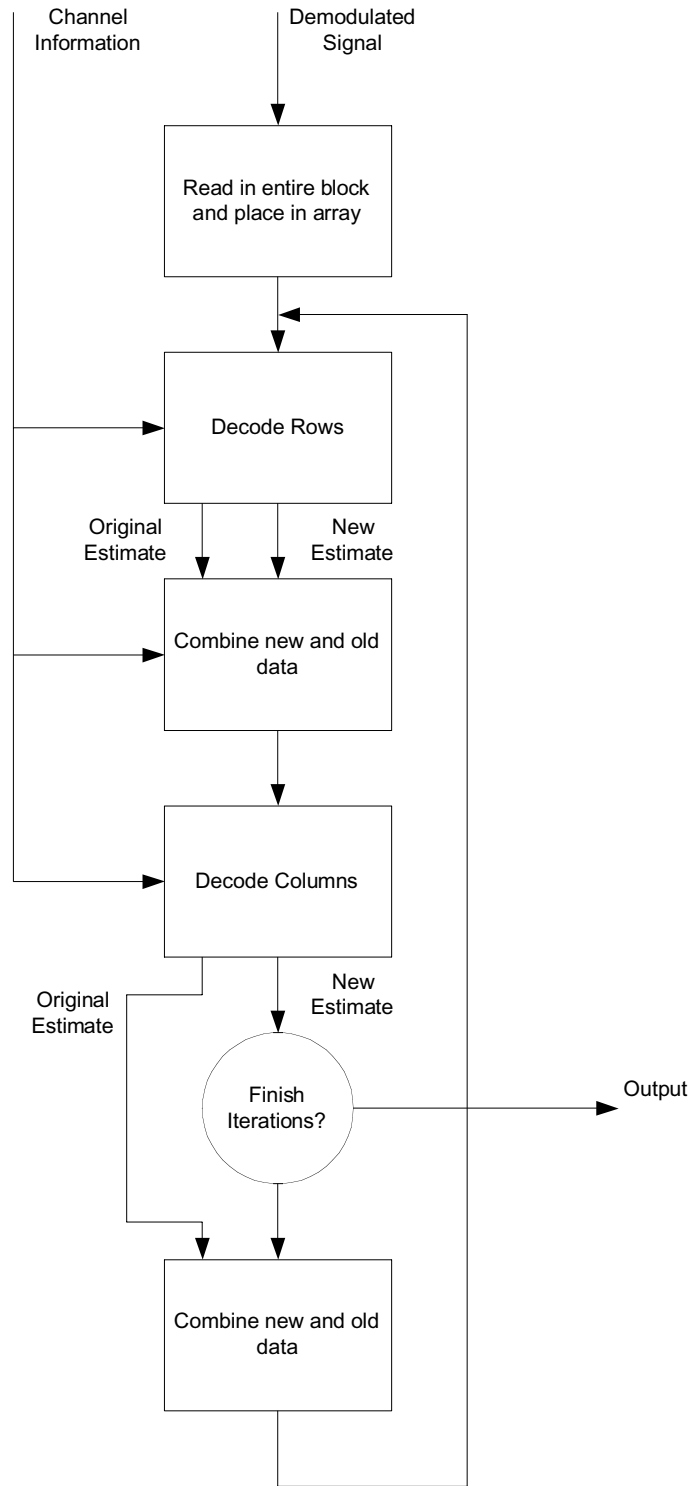 Channel
Information
Demodulated
Signal
Read in entire block
and place in array
Decode Rows
Original
Estimate
New
Estimate
Combine new and old
data
Decode Columns
Original
Estimate
New
Estimate
Finish
Iterations?
Output
Combine new and old
data